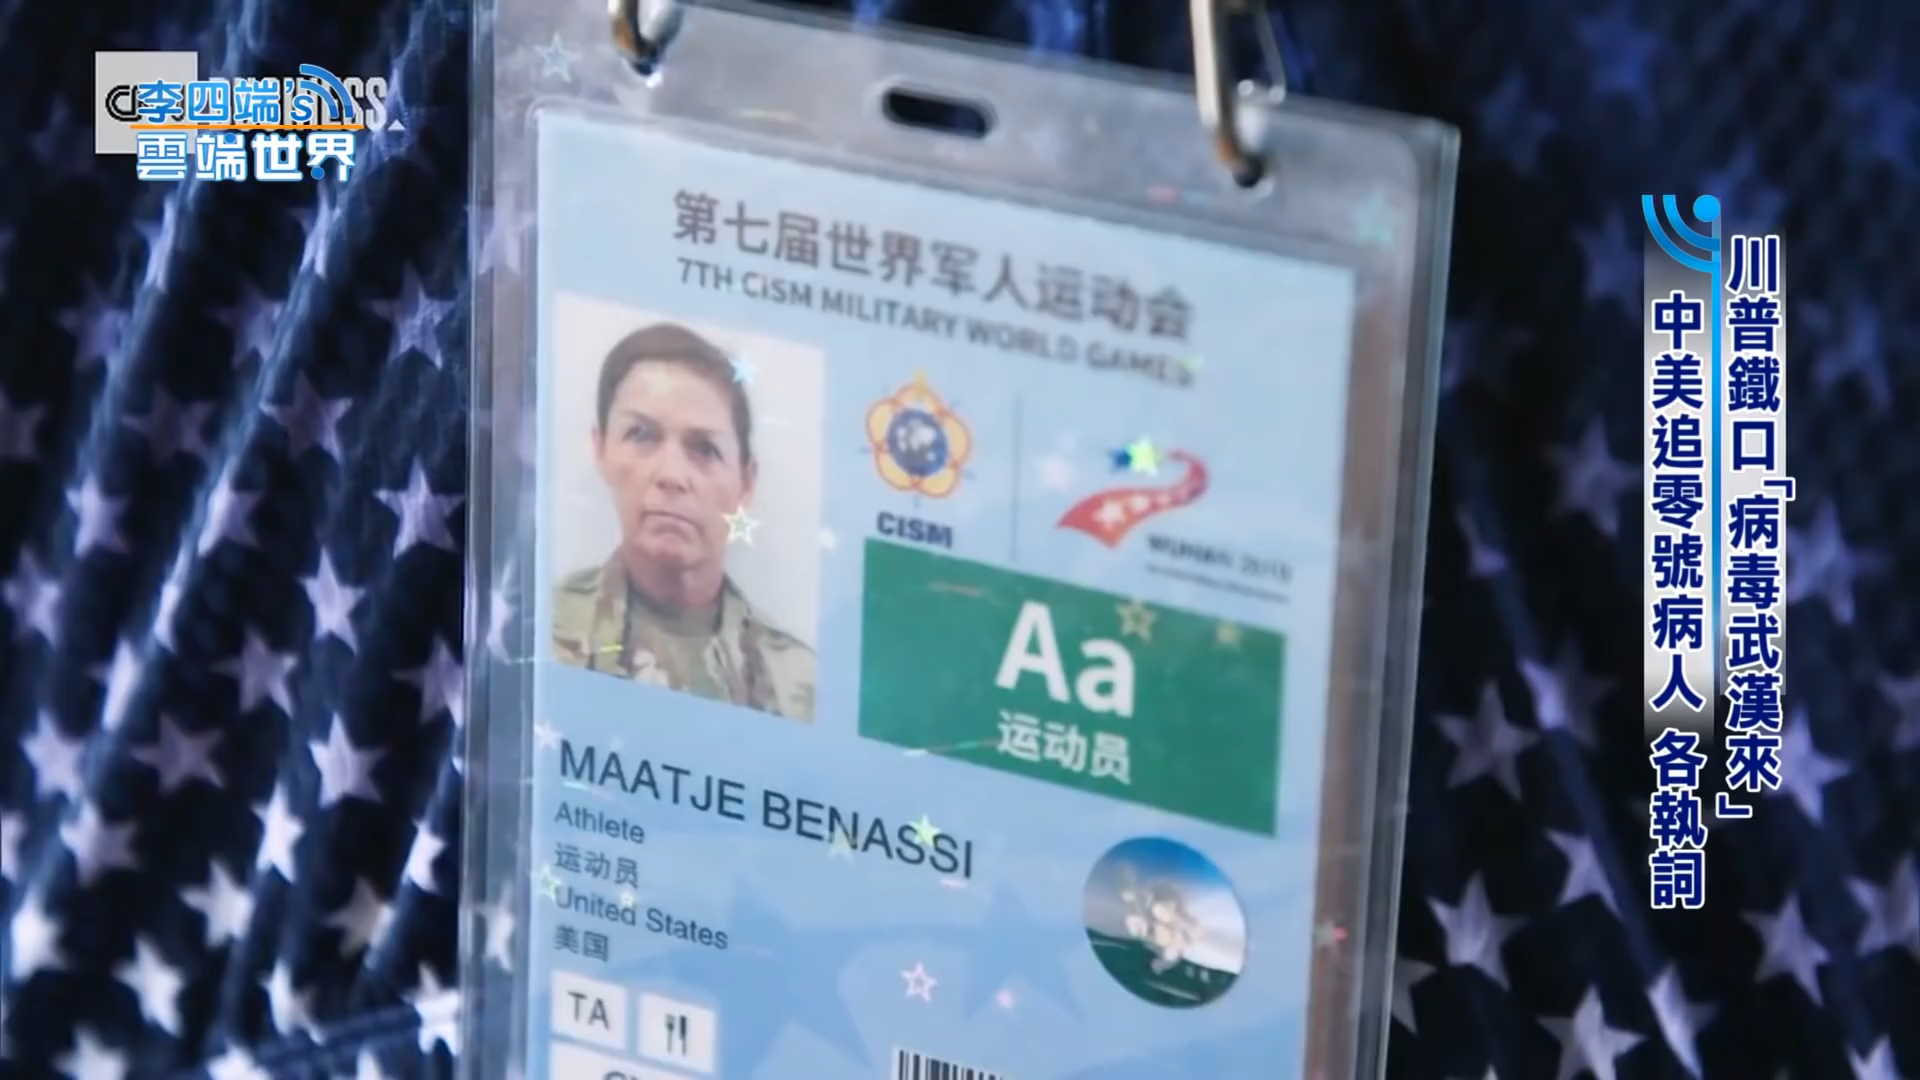 李四端's
雲端世界
BUSINESS
川普鐵口「病毒武漢來」
中美追零號病人 各執詞
第七届世界军人运动会
7TH CISM MILITARY WORLD GAMES
CISM
WUHAN 2019
Aa
运动员
MAATJE BENASSI
Athlete
运动员
United States
美国
TA